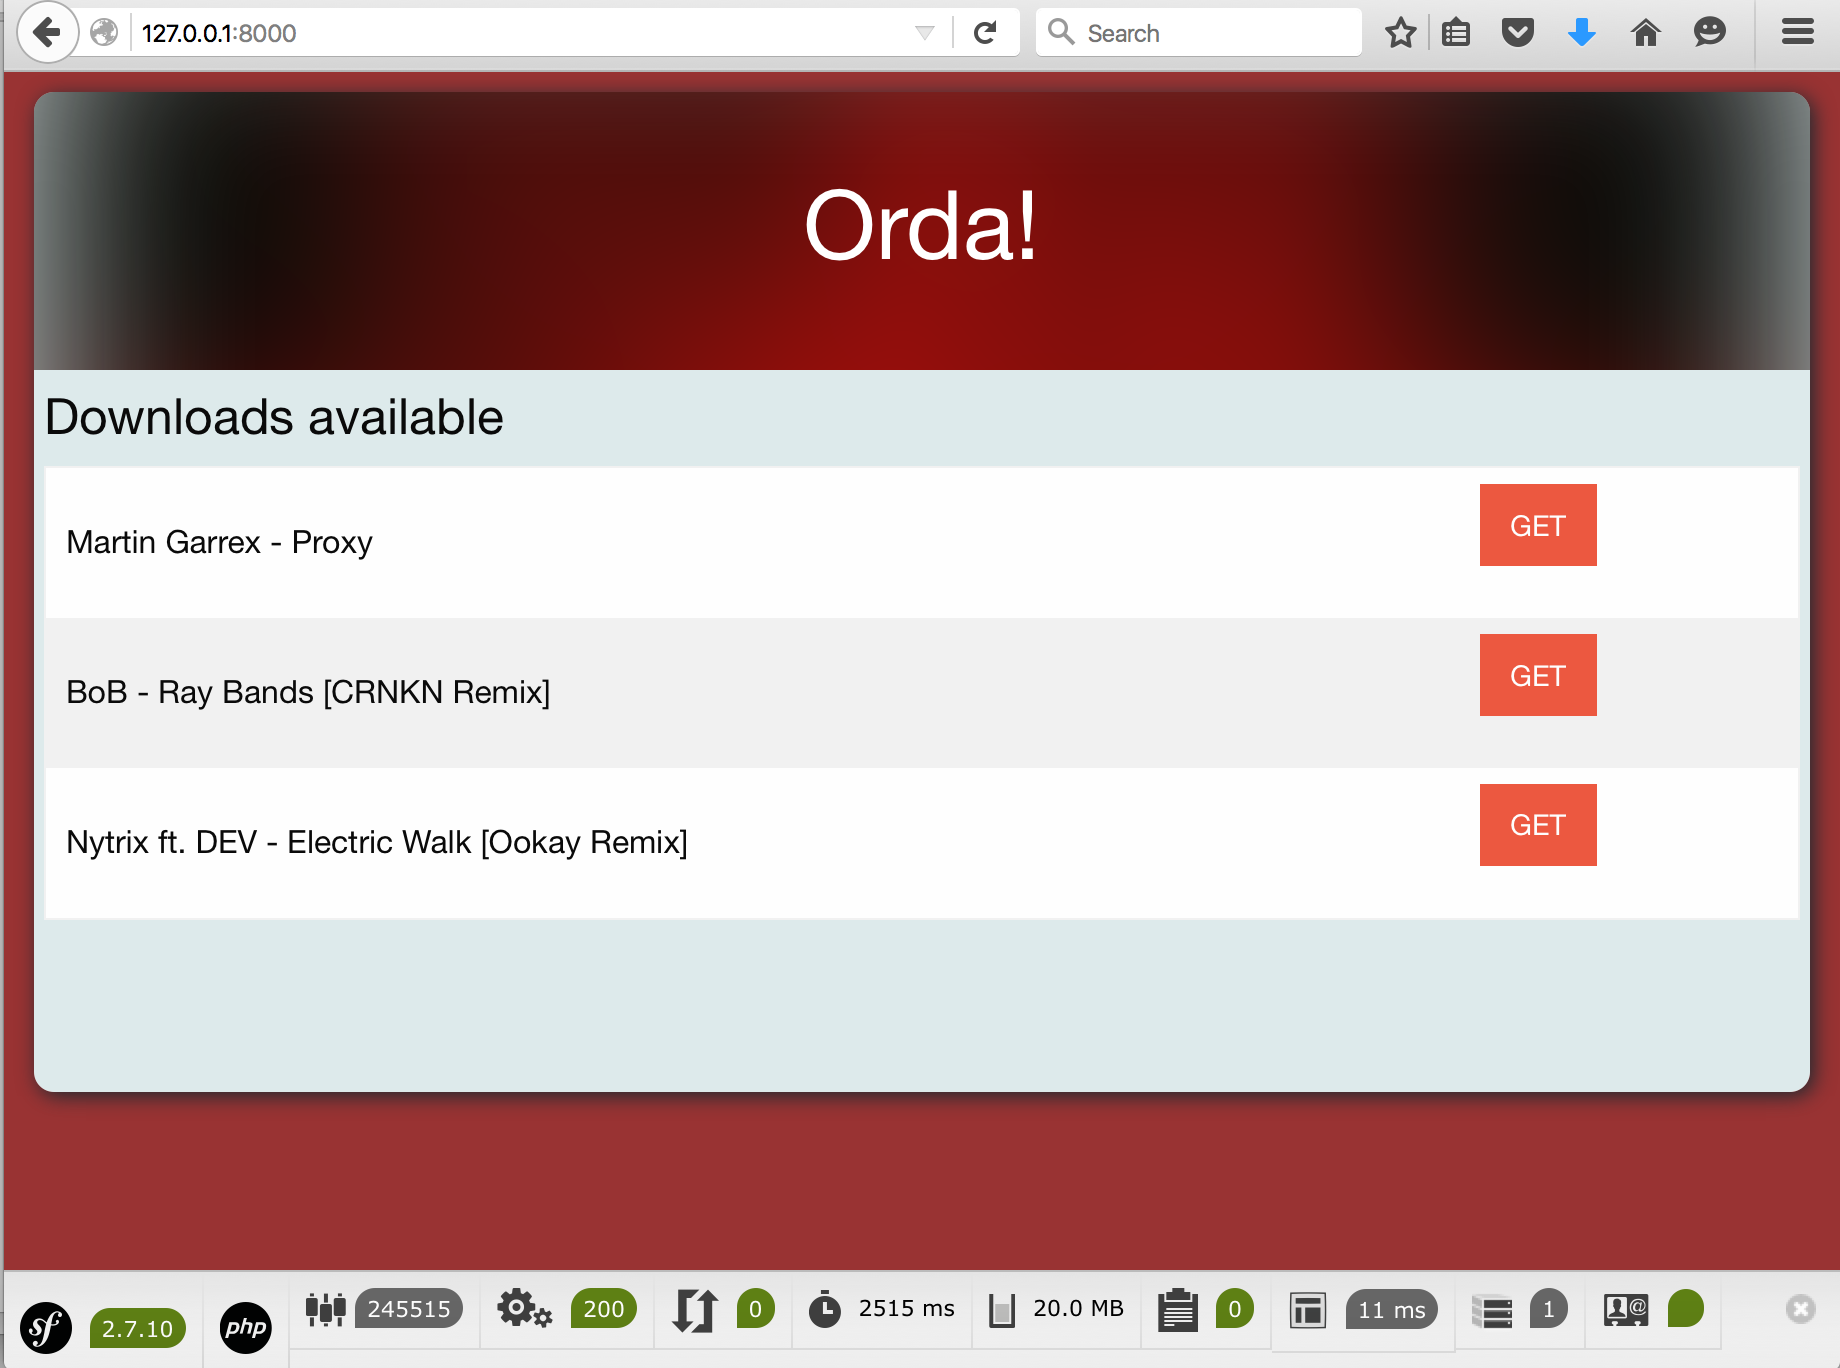 127.0.0.1:8000 Search
Orda!
Downloads available
Martin Garrex - Proxy GET
BoB - Ray Bands [CRNKN Remix] GET
Nytrix ft. DEV - Electric Walk [Ookay Remix] GET
sf 2.7.10 php 245515 200 0 2515 ms 20.0 MB 0 11 ms 1 @